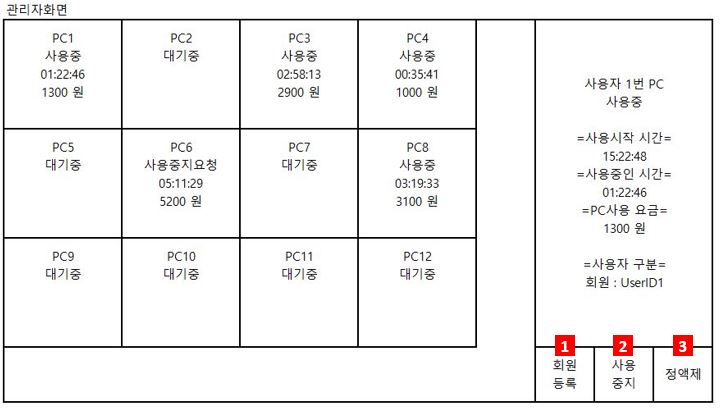 관리자화면
PC1
사용중
01:22:46
1300 원
PC2
대기중
PC3
사용중
02:58:13
2900 원
PC4
사용중
00:35:41
1000 원
PC5
대기중
PC6
사용중지요청
05:11:29
5200 원
PC7
대기중
PC8
사용중
03:19:33
3100 원
PC9
대기중
PC10
대기중
PC11
대기중
PC12
대기중
사용자 1번 PC
사용중
=사용시작 시간=
15:22:48
=사용중인 시간=
01:22:46
=PC사용 요금=
1300 원
=사용자 구분=
회원 : UserID1
1
회원
등록
2
사용
중지
3
정액제